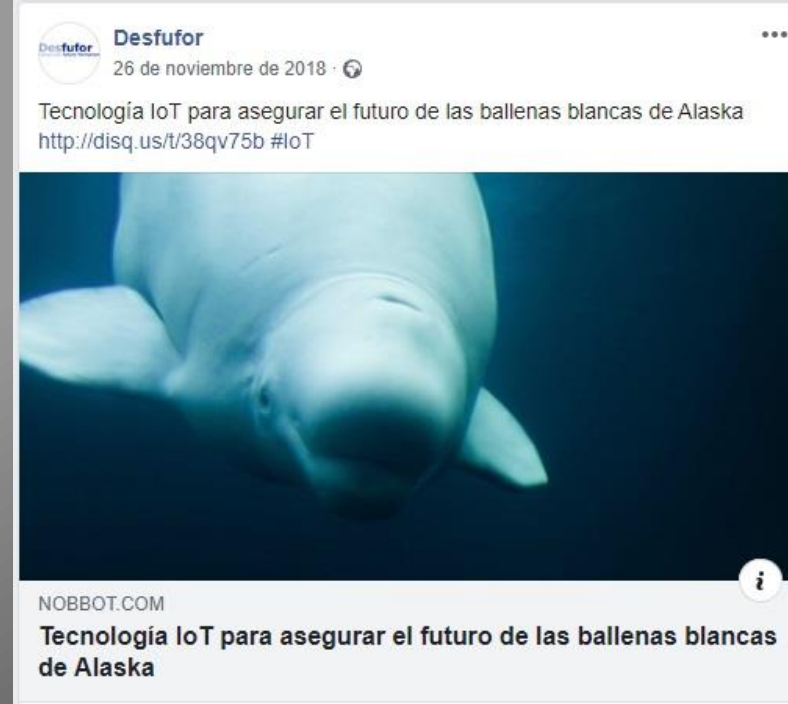 Desfufor
Desfufor
26 de noviembre de 2018 ·
Tecnología IoT para asegurar el futuro de las ballenas blancas de Alaska
http://disq.us/t/38qv75b #IoT
NOBBOT.COM
Tecnología IoT para asegurar el futuro de las ballenas blancas
de Alaska